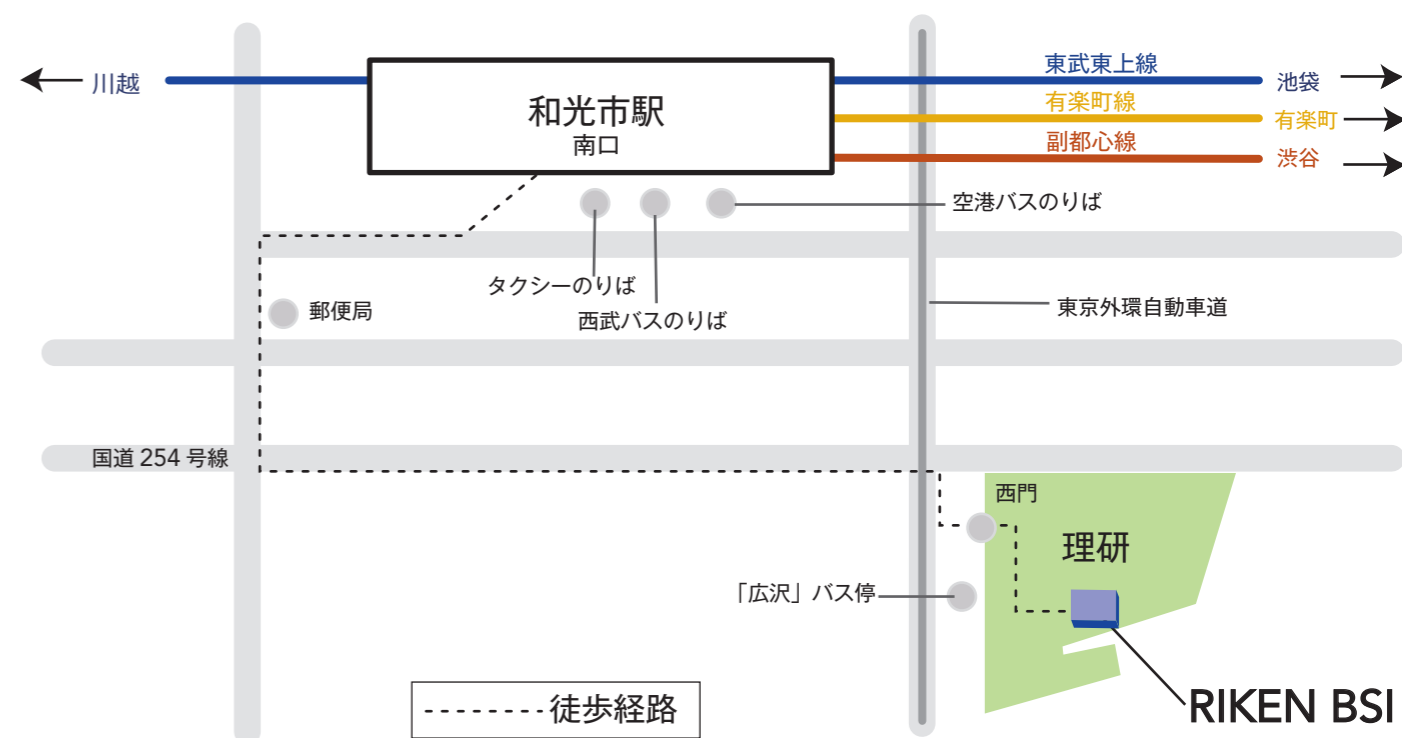 東武東上線
川越
池袋
和光市駅
有楽町線
有楽町
南口
副都心線
渋谷
空港バスのりば
タクシーのりば
郵便局
西武バスのりば
東京外環自動車道
国道 254 号線
西門
理研
「広沢」バス停
徒歩経路
RIKEN BSI